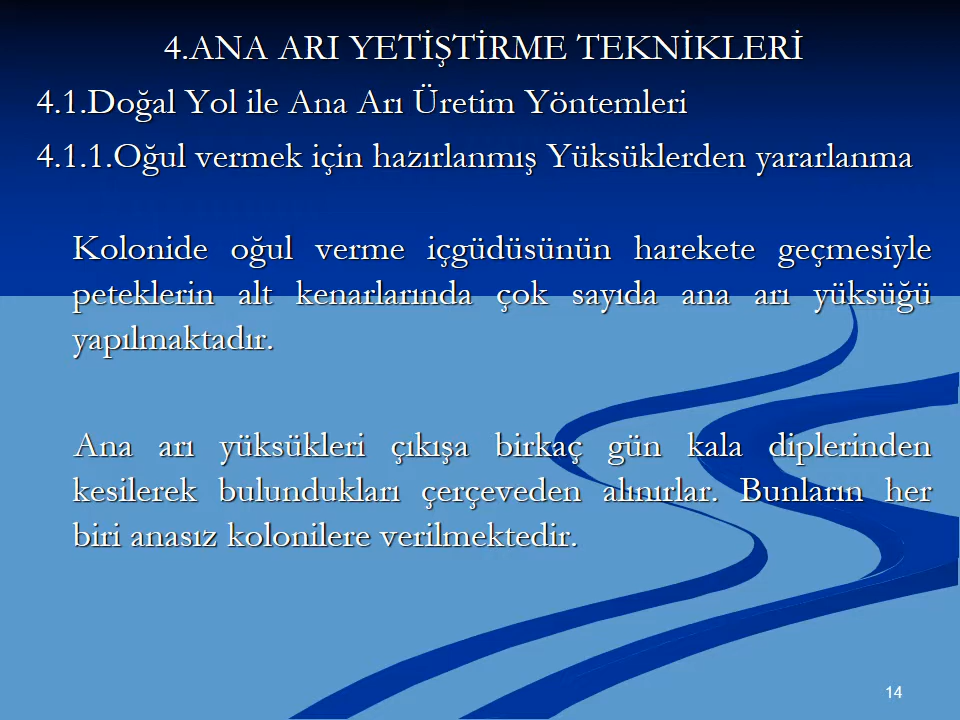 4.ANA ARI YETİŞTİRME TEKNİKLERİ
4.1.Doğal Yol ile Ana Arı Üretim Yöntemleri
4.1.1.Oğul vermek için hazırlanmış Yüksüklerden yararlanma
Kolonide oğul verme içgüdüsünün harekete geçmesiyle
peteklerin alt kenarlarında çok sayıda ana arı yüksüğü
yapılmaktadır.
Ana arı yüksükleri çıkışa birkaç gün kala diplerinden
kesilerek bulundukları çerçeveden alınırlar. Bunların her
biri anasız kolonilere verilmektedir.
14